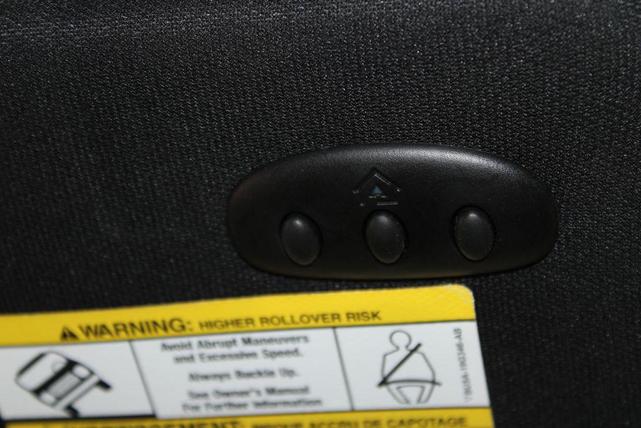 WARNING: HIGHER ROLLOVER RISK
Avoid Abrupt Maneuvers
and Excessive Speed.
Always Buckle Up.
See Owner's Manual
For Further Information
AVERTISSEMENT: RISQUE ACCRU DE CAPOTAGE